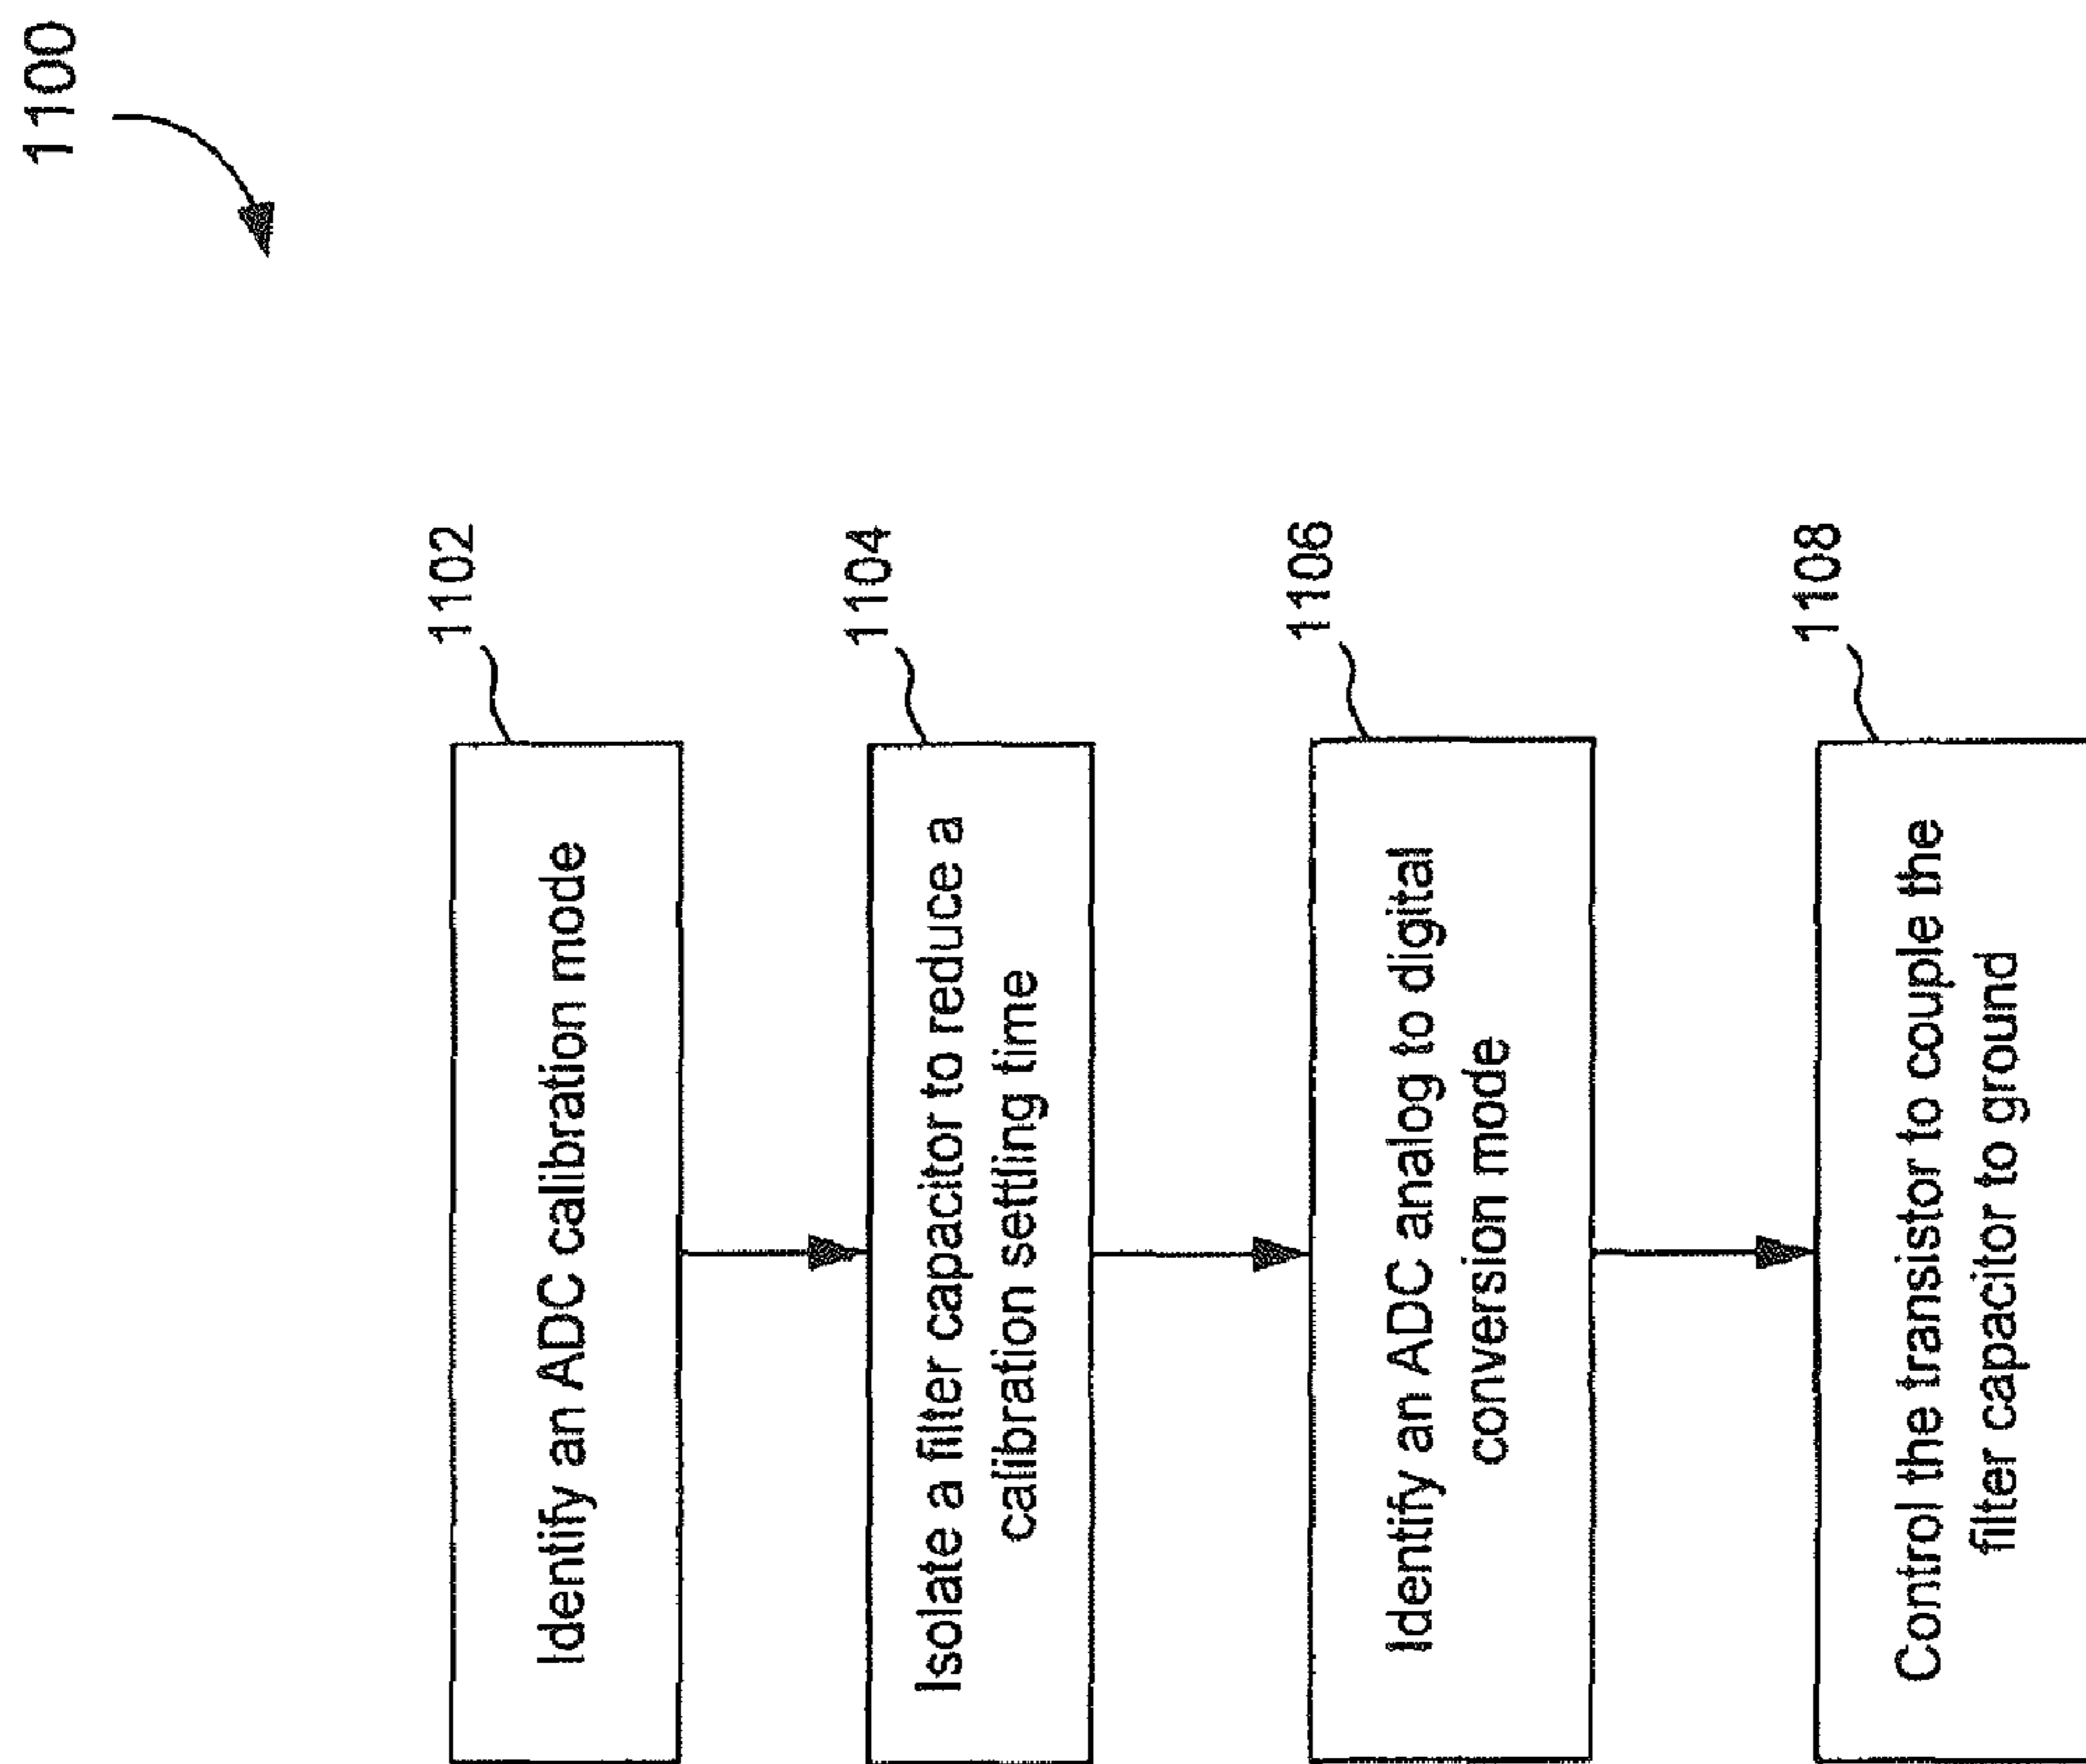 1100
1102
Identify an ADC calibration mode
1104
Isolate a filter capacitor to reduce a
calibration settling time
1106
Identify an ADC analog to digital
conversion mode
1108
Control the transistor to couple the
filter capacitor to ground